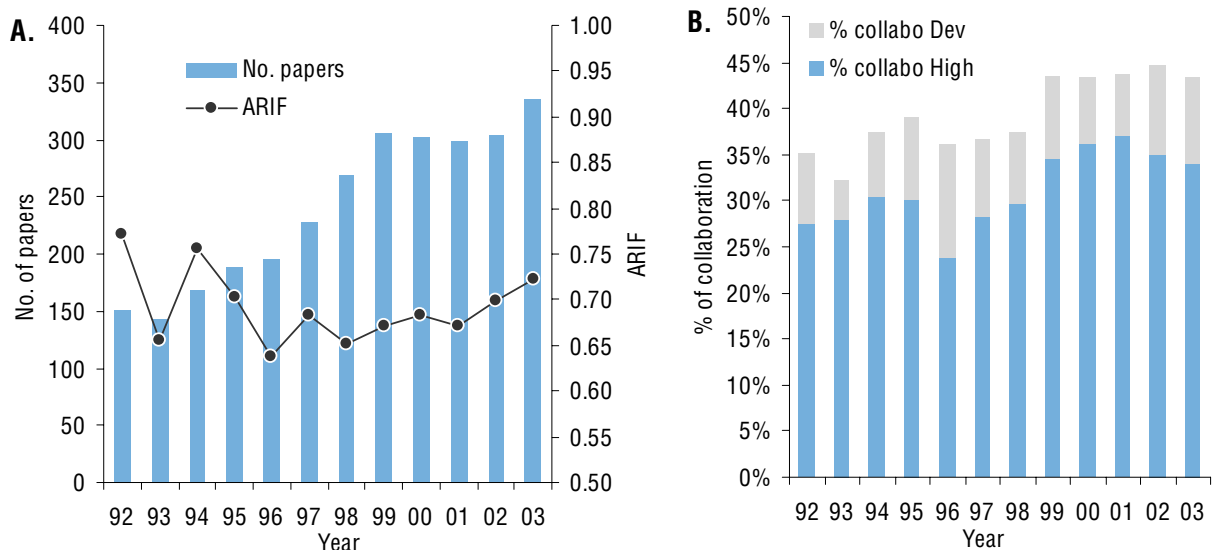 A.
No. papers
ARIF
400
350
300
250
200
150
100
50
0
No. of papers
1.00
0.95
0.90
0.85
0.80
0.75
0.70
0.65
0.60
0.55
0.50
ARIF
92 93 94 95 96 97 98 99 00 01 02 03
Year
B.
% collabo Dev
% collabo High
50%
45%
40%
35%
30%
25%
20%
15%
10%
5%
0%
% of collaboration
92 93 94 95 96 97 98 99 00 01 02 03
Year